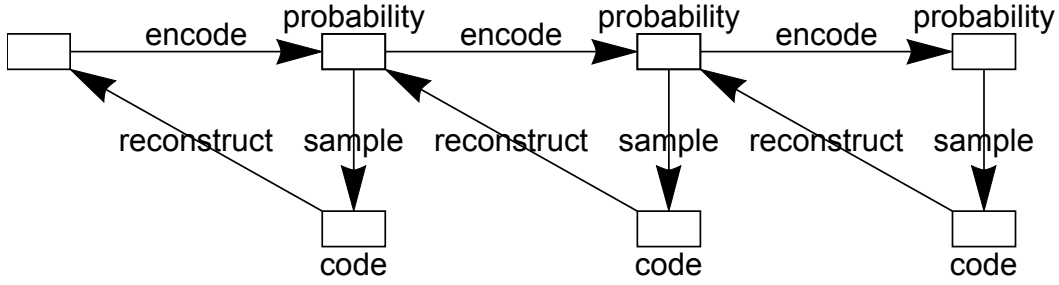 probability
probability
probability
encode
encode
encode
reconstruct
sample
reconstruct
sample
reconstruct
sample
code
code
code